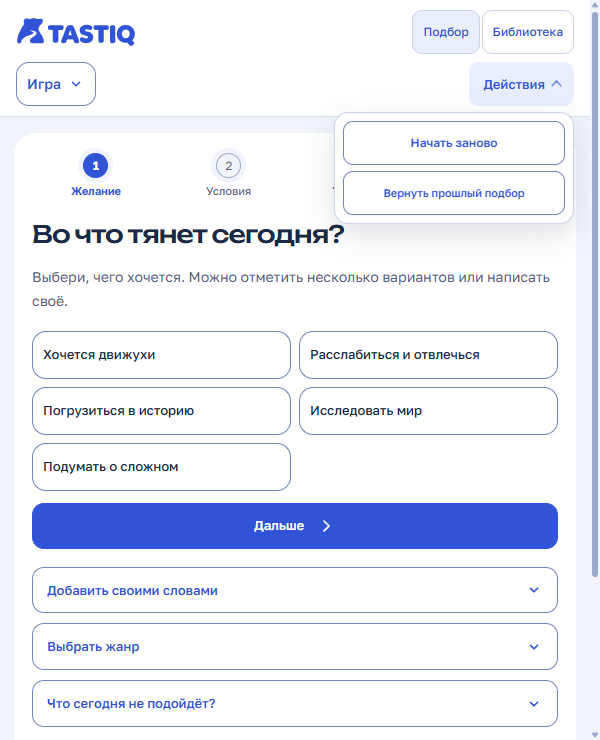 TASTIQ
Подбор
Библиотека
Игра
Действия
Начать заново
Вернуть прошлый подбор
1
2
Желание
Условия
Во что тянет сегодня?
Выбери, чего хочется. Можно отметить несколько вариантов или написать
своё.
Хочется движухи
Расслабиться и отвлечься
Погрузиться в историю
Исследовать мир
Подумать о сложном
Дальше
Добавить своими словами
Выбрать жанр
Что сегодня не подойдёт?